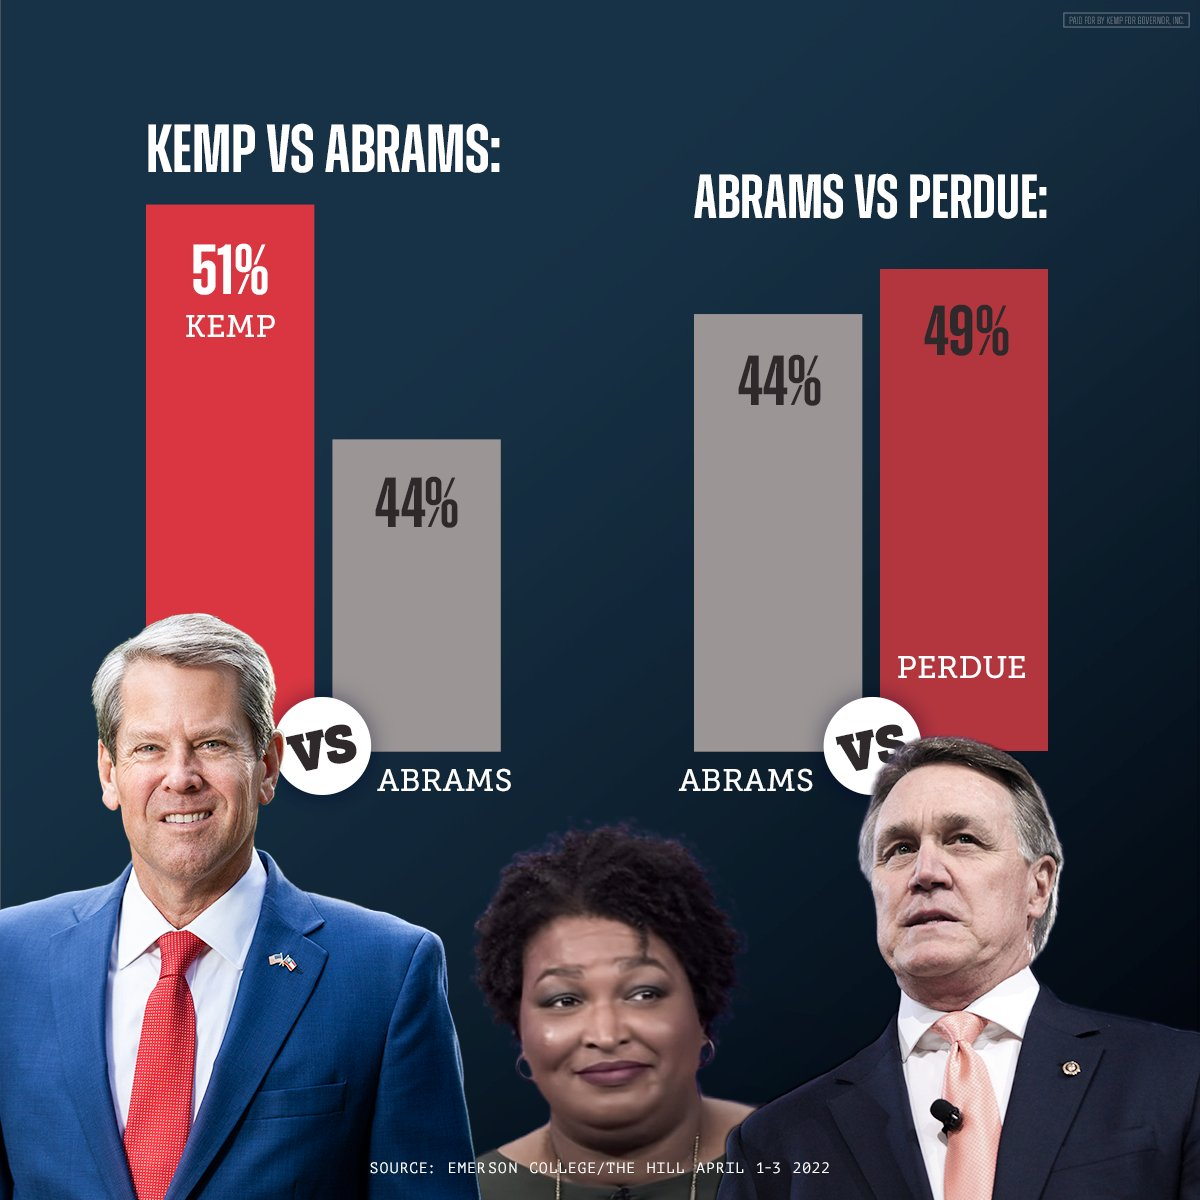 PAID FOR BY KEMP FOR GOVERNOR, INC.
KEMP VS ABRAMS:
51%
KEMP
44%
VS
ABRAMS
ABRAMS VS PERDUE:
44%
49%
PERDUE
VS
ABRAMS
SOURCE: EMERSON COLLEGE/THE HILL APRIL 1-3 2022